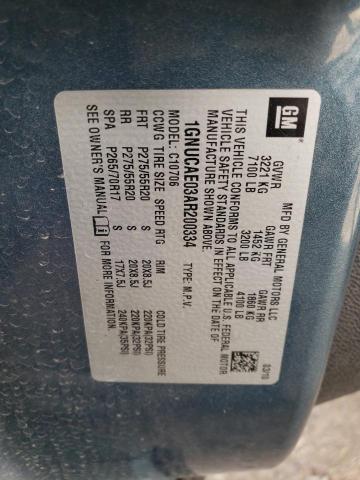 GM
MFD BY GENERAL MOTORS LLC
GVWR GAWR FRT GAWR RR
3221 KG 1452 KG 1860 KG
7100 LB 3200 LB 4100 LB
03/10
THIS VEHICLE CONFORMS TO ALL APPLICABLE U.S. FEDERAL MOTOR
VEHICLE SAFETY STANDARDS IN EFFECT ON THE DATE OF
MANUFACTURE SHOWN ABOVE.
1GNUCAE03AR200334 TYPE: M.P.V.
MODEL: C10706
CCWG TIRE SIZE SPEED RTG RIM COLD TIRE PRESSURE
FRT P275/55R20 S 20X8.5J 220KPA(32PSI)
RR P275/55R20 S 20X8.5J 220KPA(32PSI)
SPA P265/70R17 S 17X7.5J 240KPA(35PSI)
SEE OWNER'S MANUAL FOR MORE INFORMATION